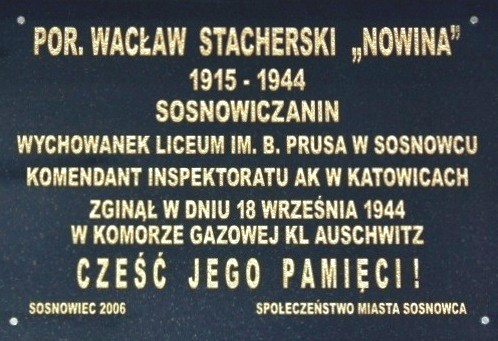 POR. WACŁAW STACHERSKI „NOWINA”
1915 - 1944
SOSNOWICZANIN
WYCHOWANEK LICEUM IM. B. PRUSA W SOSNOWCU
KOMENDANT INSPEKTORATU AK W KATOWICACH
ZGINĄŁ W DNIU 18 WRZEŚNIA 1944
W KOMORZE GAZOWEJ KL AUSCHWITZ
CZEŚĆ JEGO PAMIĘCI !
SOSNOWIEC 2006 SPOŁECZEŃSTWO MIASTA SOSNOWCA